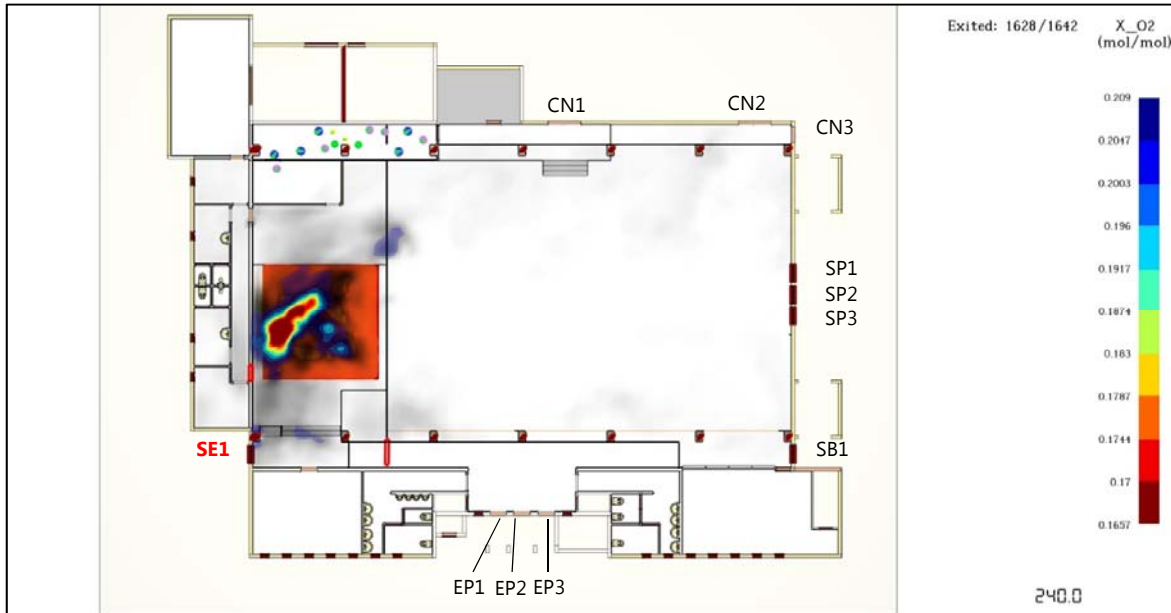 Exited: 1628/1642
X_O2
(mol/mol)
0.209
0.2047
0.2003
0.196
0.1917
0.1874
0.183
0.1787
0.1744
0.17
0.1657
CN1
CN2
CN3
SP1
SP2
SP3
SE1
SB1
EP1 EP2 EP3
240.0